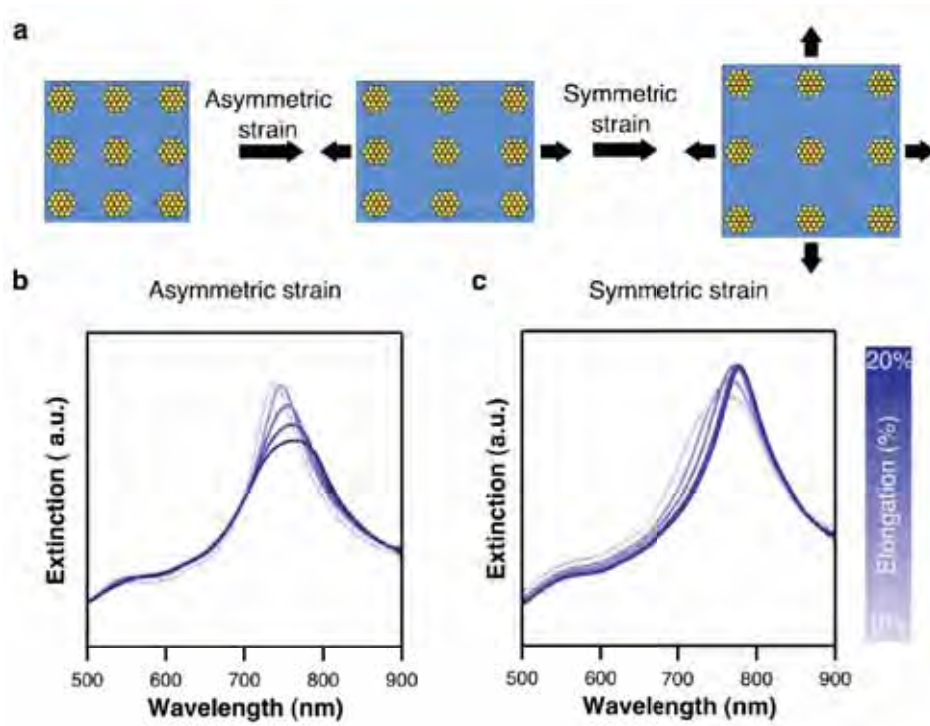 a
Asymmetric
strain
Symmetric
strain
b
Asymmetric strain
Extinction ( a.u.)
500 600 700 800 900
Wavelength (nm)
c
Symmetric strain
Extinction (a.u.)
500 600 700 800 900
Wavelength (nm)
20%
Elongation (%)